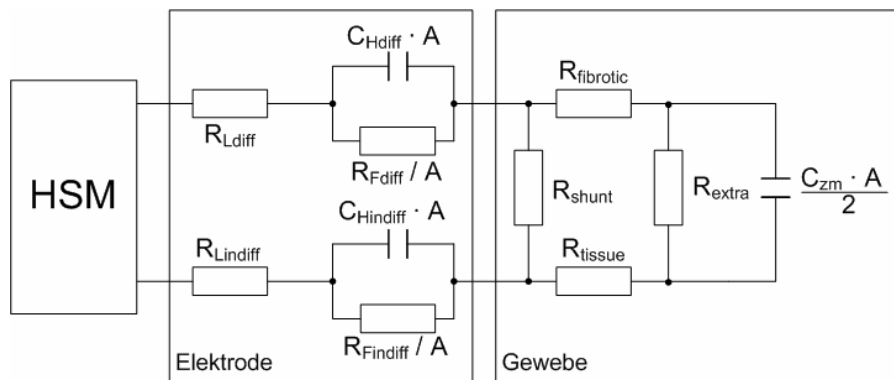 C_Hdiff · A
R_fibrotic
R_Ldiff
R_Fdiff / A
HSM
R_shunt
R_extra
C_zm · A
2
C_Hindiff · A
R_Lindiff
R_tissue
R_Findiff / A
Elektrode
Gewebe